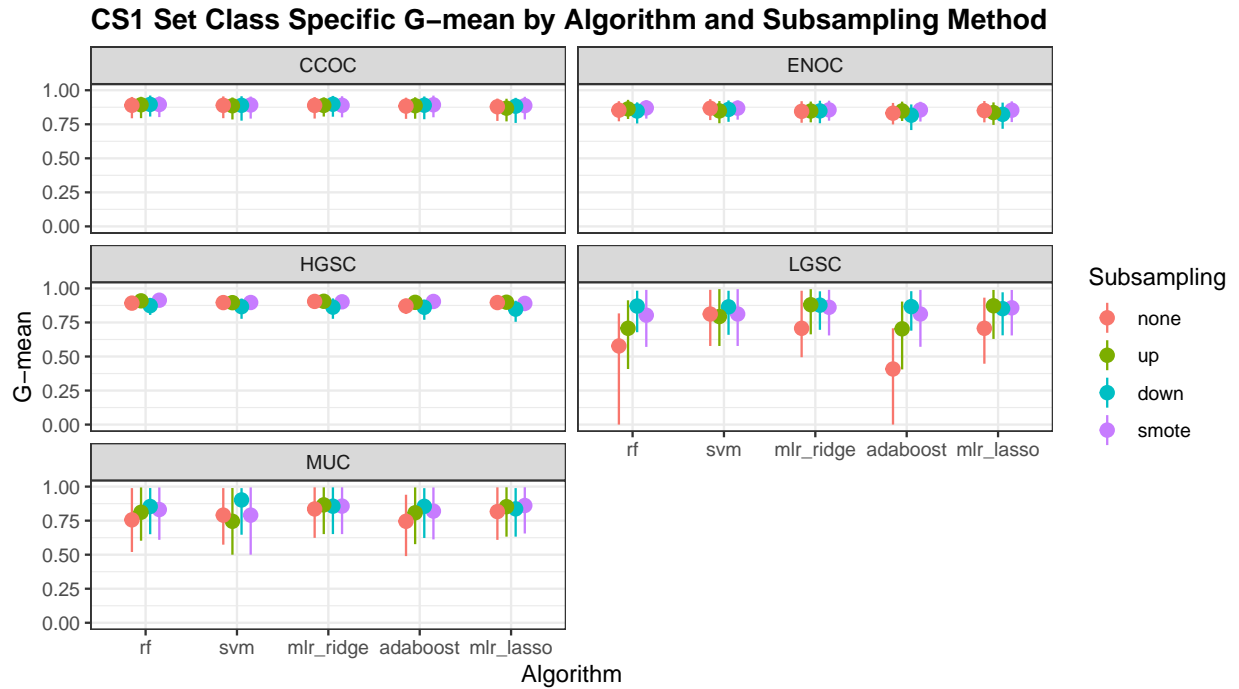 CS1 Set Class Specific G−mean by Algorithm and Subsampling Method
CCOC
ENOC
1.00
0.75
0.50
0.25
0.00
HGSC
LGSC
1.00
0.75
0.50
0.25
0.00
rf svm mlr_ridge adaboost mlr_lasso
MUC
1.00
0.75
0.50
0.25
0.00
rf svm mlr_ridge adaboost mlr_lasso
Algorithm
G−mean
Subsampling
none
up
down
smote